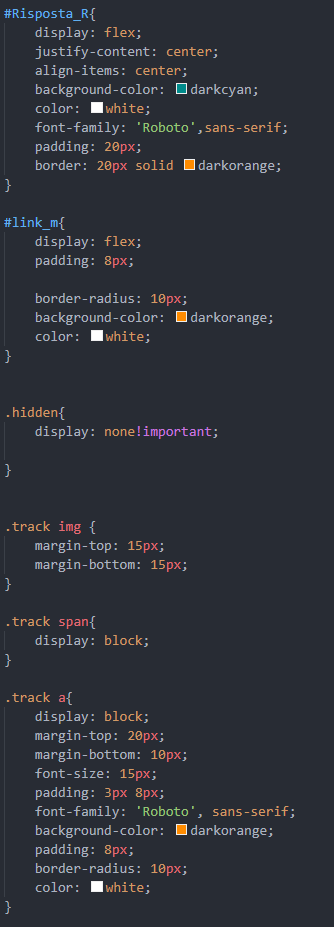 #Risposta_R{
    display: flex;
    justify-content: center;
    align-items: center;
    background-color: darkcyan;
    color: white;
    font-family: 'Roboto',sans-serif;
    padding: 20px;
    border: 20px solid darkorange;
}
#link_m{
    display: flex;
    padding: 8px;
    border-radius: 10px;
    background-color: darkorange;
    color: white;
}
.hidden{
    display: none!important;
}
.track img {
    margin-top: 15px;
    margin-bottom: 15px;
}
.track span{
    display: block;
}
.track a{
    display: block;
    margin-top: 20px;
    margin-bottom: 10px;
    font-size: 15px;
    padding: 3px 8px;
    font-family: 'Roboto', sans-serif;
    background-color: darkorange;
    padding: 8px;
    border-radius: 10px;
    color: white;
}